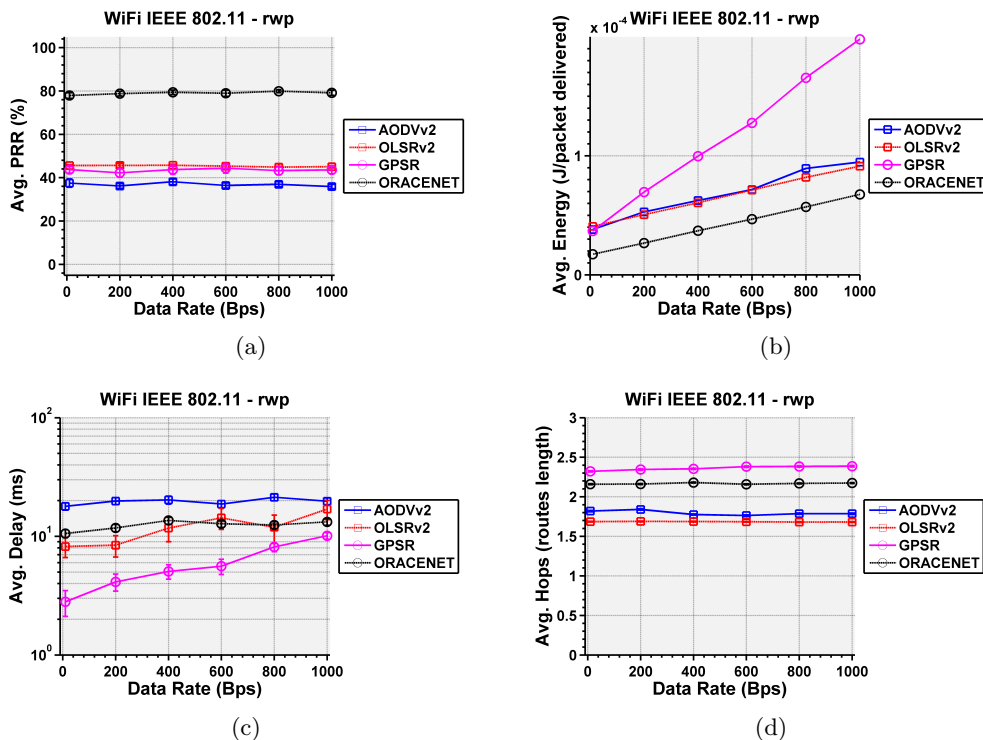 WiFi IEEE 802.11 - rwp
Avg. PRR (%)
100
80
60
40
20
0
0 200 400 600 800 1000
Data Rate (Bps)
AODVv2
OLSRv2
GPSR
ORACENET
(a)
WiFi IEEE 802.11 - rwp
x 10^-4
Avg. Energy (J/packet delivered)
1
0
0 200 400 600 800 1000
Data Rate (Bps)
AODVv2
OLSRv2
GPSR
ORACENET
(b)
WiFi IEEE 802.11 - rwp
Avg. Delay (ms)
10^2
10^1
10^0
0 200 400 600 800 1000
Data Rate (Bps)
AODVv2
OLSRv2
GPSR
ORACENET
(c)
WiFi IEEE 802.11 - rwp
Avg. Hops (routes length)
3
2.5
2
1.5
1
0.5
0
0 200 400 600 800 1000
Data Rate (Bps)
AODVv2
OLSRv2
GPSR
ORACENET
(d)